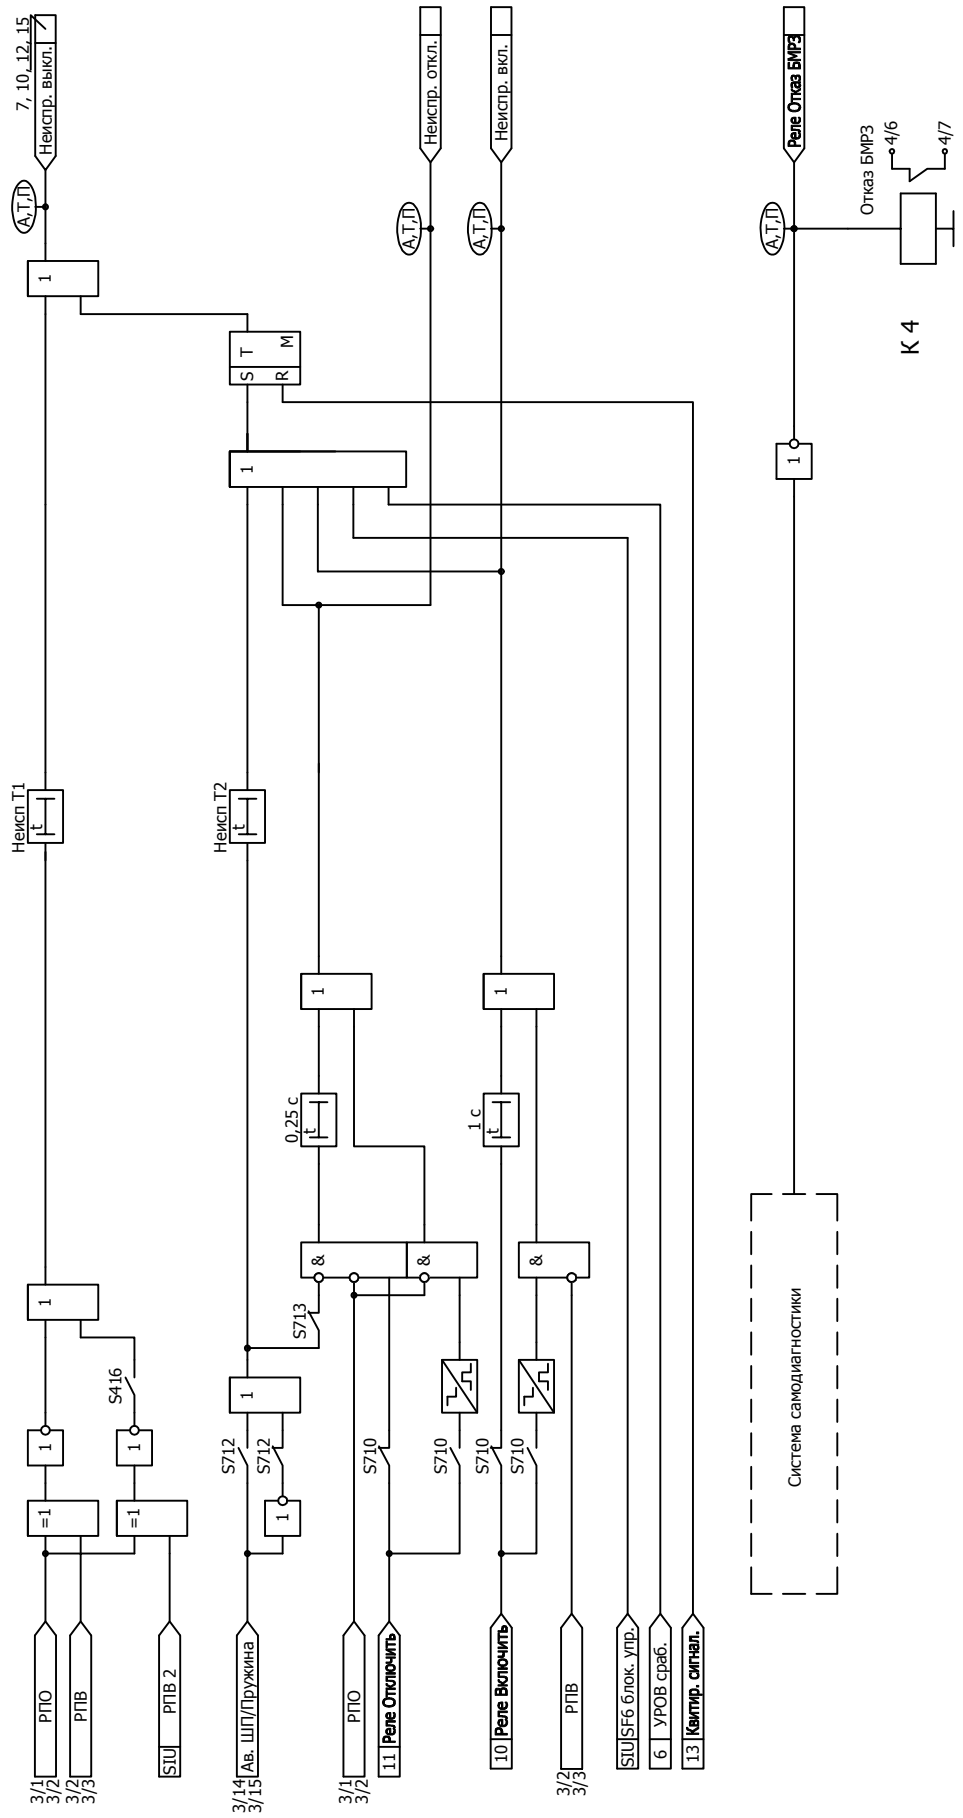 3/1
3/2
РПО
3/2
3/3
РПВ
SIU
РПВ 2
=1
=1
1
1
S416
1
Неисп Т1
t
1
А,Т,П
Неиспр. выкл.
7, 10, 12, 15
3/14
3/15
Ав. ШП/Пружина
1
S712
S712
1
Неисп Т2
t
1
S
T
R
M
3/1
3/2
РПО
11
Реле Отключить
S710
S710
S713
&
&
0,25 с
t
1
А,Т,П
Неиспр. откл.
10
Реле Включить
3/2
3/3
РПВ
S710
S710
&
1 с
t
1
А,Т,П
Неиспр. вкл.
SIU
SF6 блок. упр.
6
УРОВ сраб.
13
Квитир. сигнал.
Система самодиагностики
1
А,Т,П
Реле Отказ БМРЗ
К 4
Отказ БМРЗ
4/6
4/7